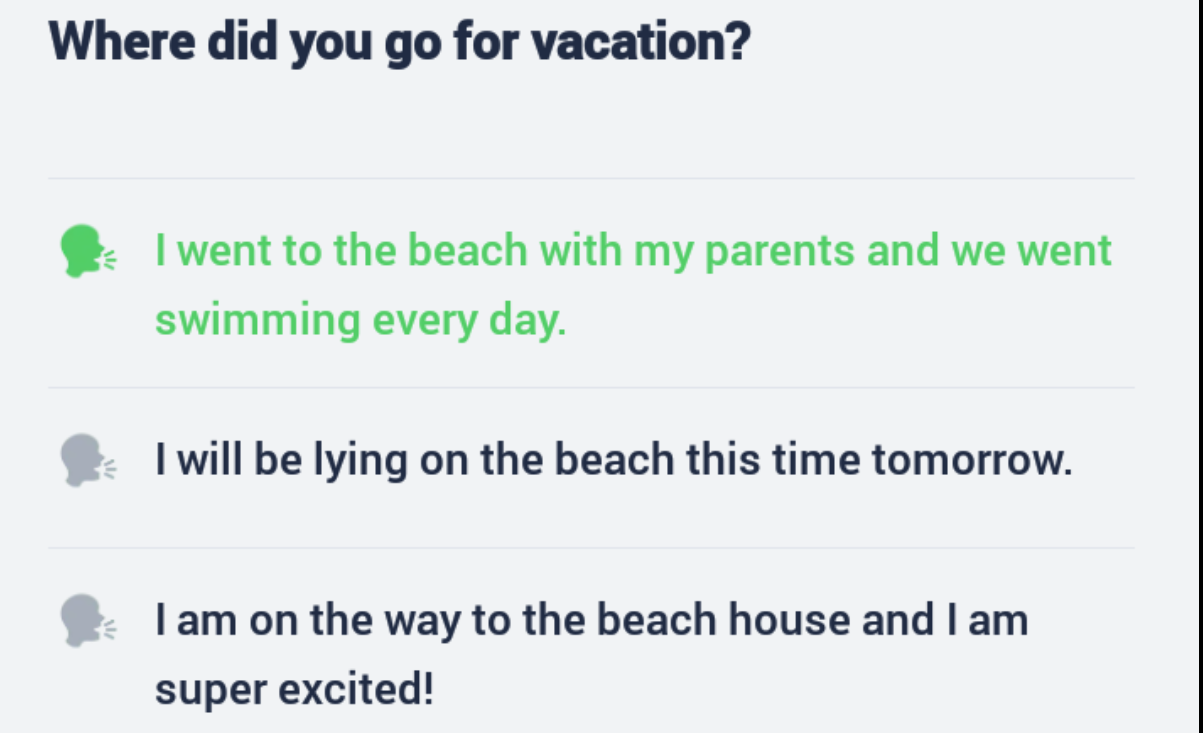 Where did you go for vacation?
I went to the beach with my parents and we went
swimming every day.
I will be lying on the beach this time tomorrow.
I am on the way to the beach house and I am
super excited!